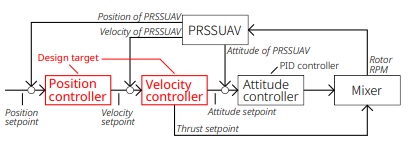 Position of PRSSUAV
Velocity of PRSSUAV
PRSSUAV
Design target
Attitude of PRSSUAV
PID controller
Rotor
RPM
Position
controller
Velocity
controller
Attitude
controller
Mixer
Position
setpoint
Velocity
setpoint
Attitude setpoint
Thrust setpoint